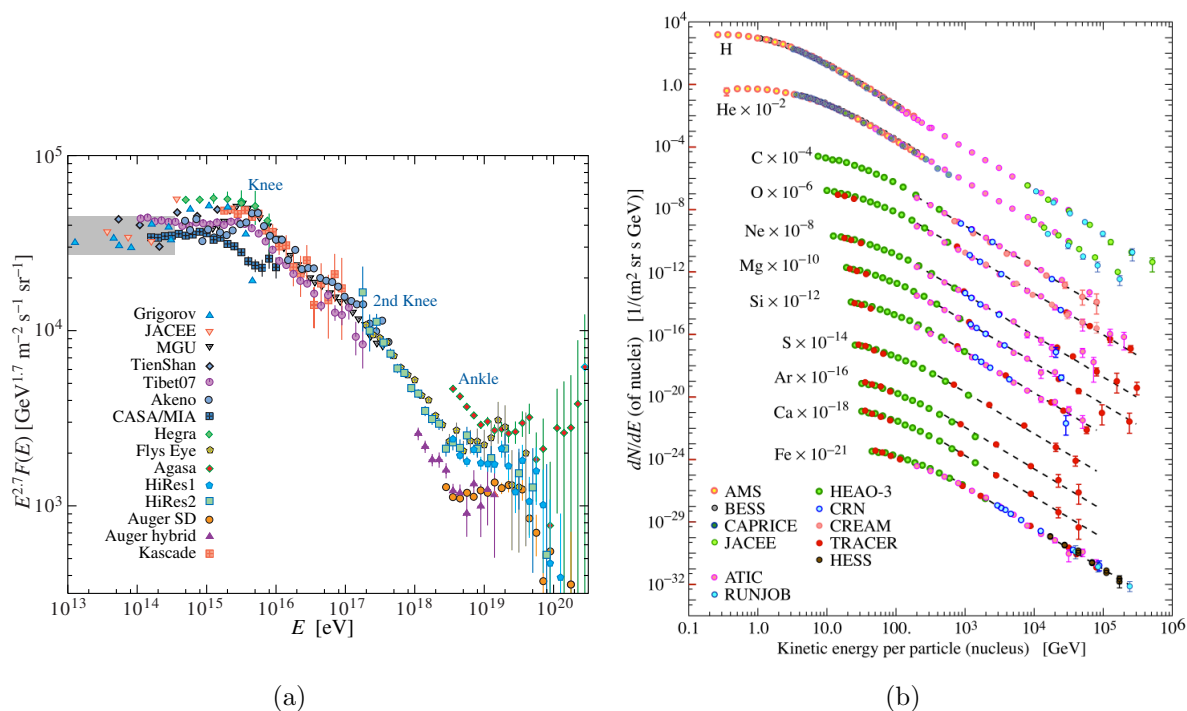 10^5
10^4
10^3
E^{2.7}F(E) [GeV^{1.7} m^{-2} s^{-1} sr^{-1}]
Knee
2nd Knee
Ankle
Grigorov
JACEE
MGU
TienShan
Tibet07
Akeno
CASA/MIA
Hegra
Flys Eye
Agasa
HiRes1
HiRes2
Auger SD
Auger hybrid
Kascade
10^13 10^14 10^15 10^16 10^17 10^18 10^19 10^20
E [eV]
(a)
10^4
1.0
10^−4
10^−8
10^−12
10^−16
10^−20
10^−24
10^−29
10^−32
dN/dE (of nuclei) [1/(m^2 sr s GeV)]
H
He × 10^−2
C × 10^−4
O × 10^−6
Ne × 10^−8
Mg × 10^−10
Si × 10^−12
S × 10^−14
Ar × 10^−16
Ca × 10^−18
Fe × 10^−21
AMS
BESS
CAPRICE
JACEE
ATIC
RUNJOB
HEAO-3
CRN
CREAM
TRACER
HESS
0.1 1 10.0 100. 10^3 10^4 10^5 10^6
Kinetic energy per particle (nucleus) [GeV]
(b)